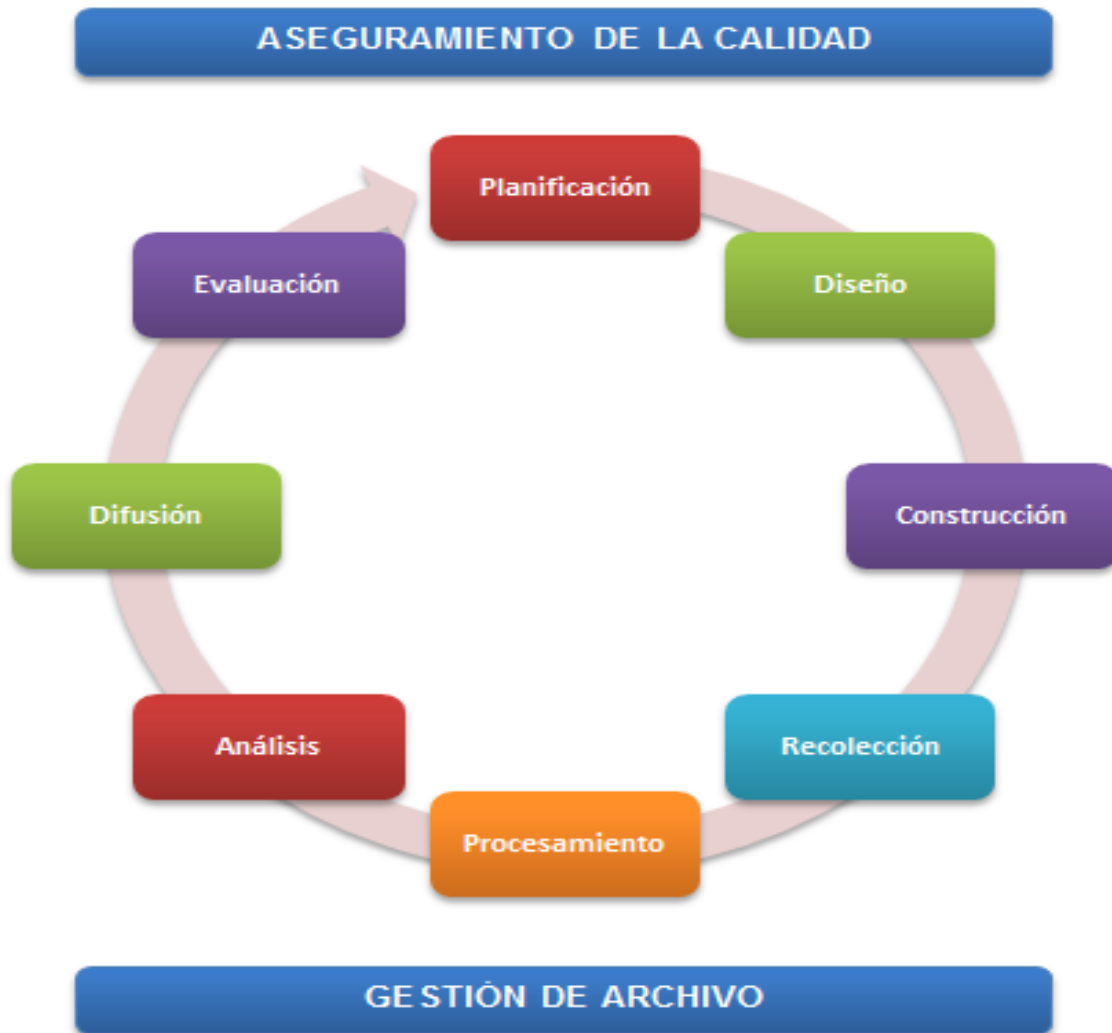 ASEGURAMIENTO DE LA CALIDAD
Planificación
Diseño
Construcción
Recolección
Procesamiento
Análisis
Difusión
Evaluación
GESTIÓN DE ARCHIVO